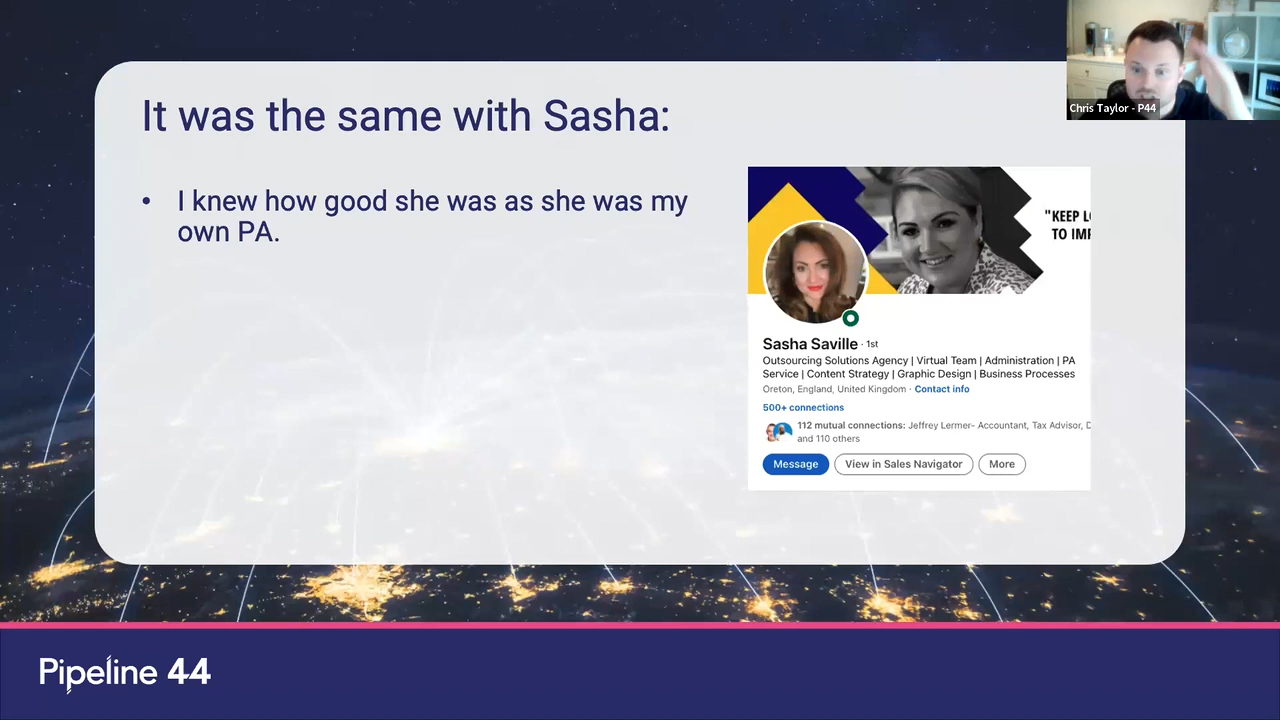 Chris Taylor - P44
It was the same with Sasha:
• I knew how good she was as she was my
own PA.
"KEEP
TO
Sasha Saville · 1st
Outsourcing Solutions Agency | Virtual Team | Administration | PA
Service | Content Strategy | Graphic Design | Business Processes
Oreton, England, United Kingdom · Contact info
500+ connections
112 mutual connections: Jeffrey Lermer- Accountant, Tax Advisor,
and 110 others
Message
View in Sales Navigator
More
Pipeline 44